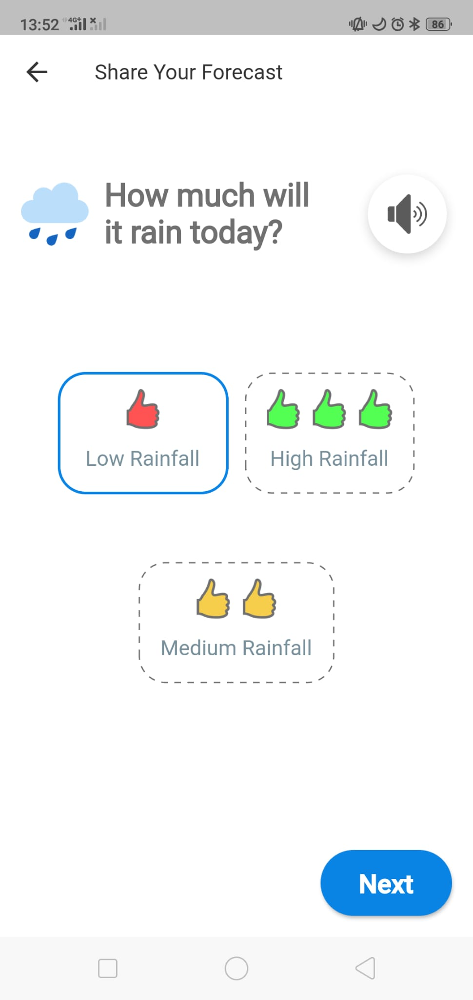 13:52 4G+ 86
Share Your Forecast
How much will
it rain today?
Low Rainfall
High Rainfall
Medium Rainfall
Next